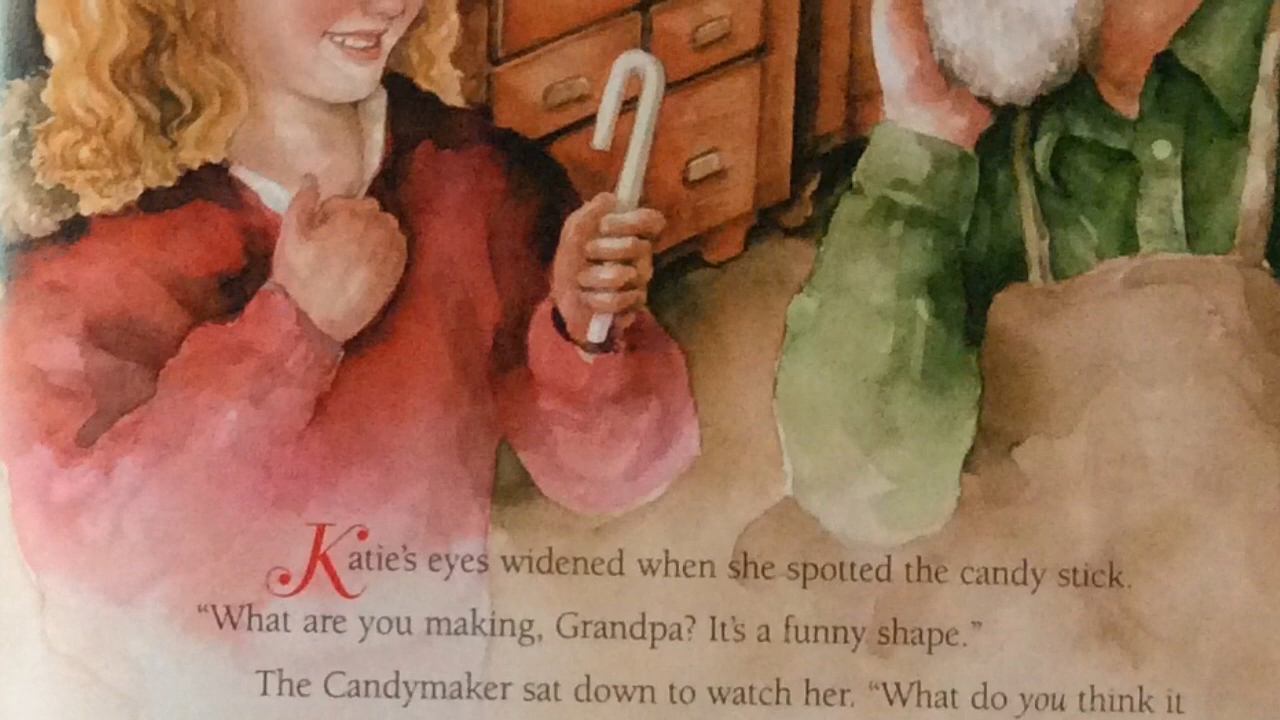 Katie's eyes widened when she spotted the candy stick.
“What are you making, Grandpa? It's a funny shape.”
The Candymaker sat down to watch her. “What do you think it